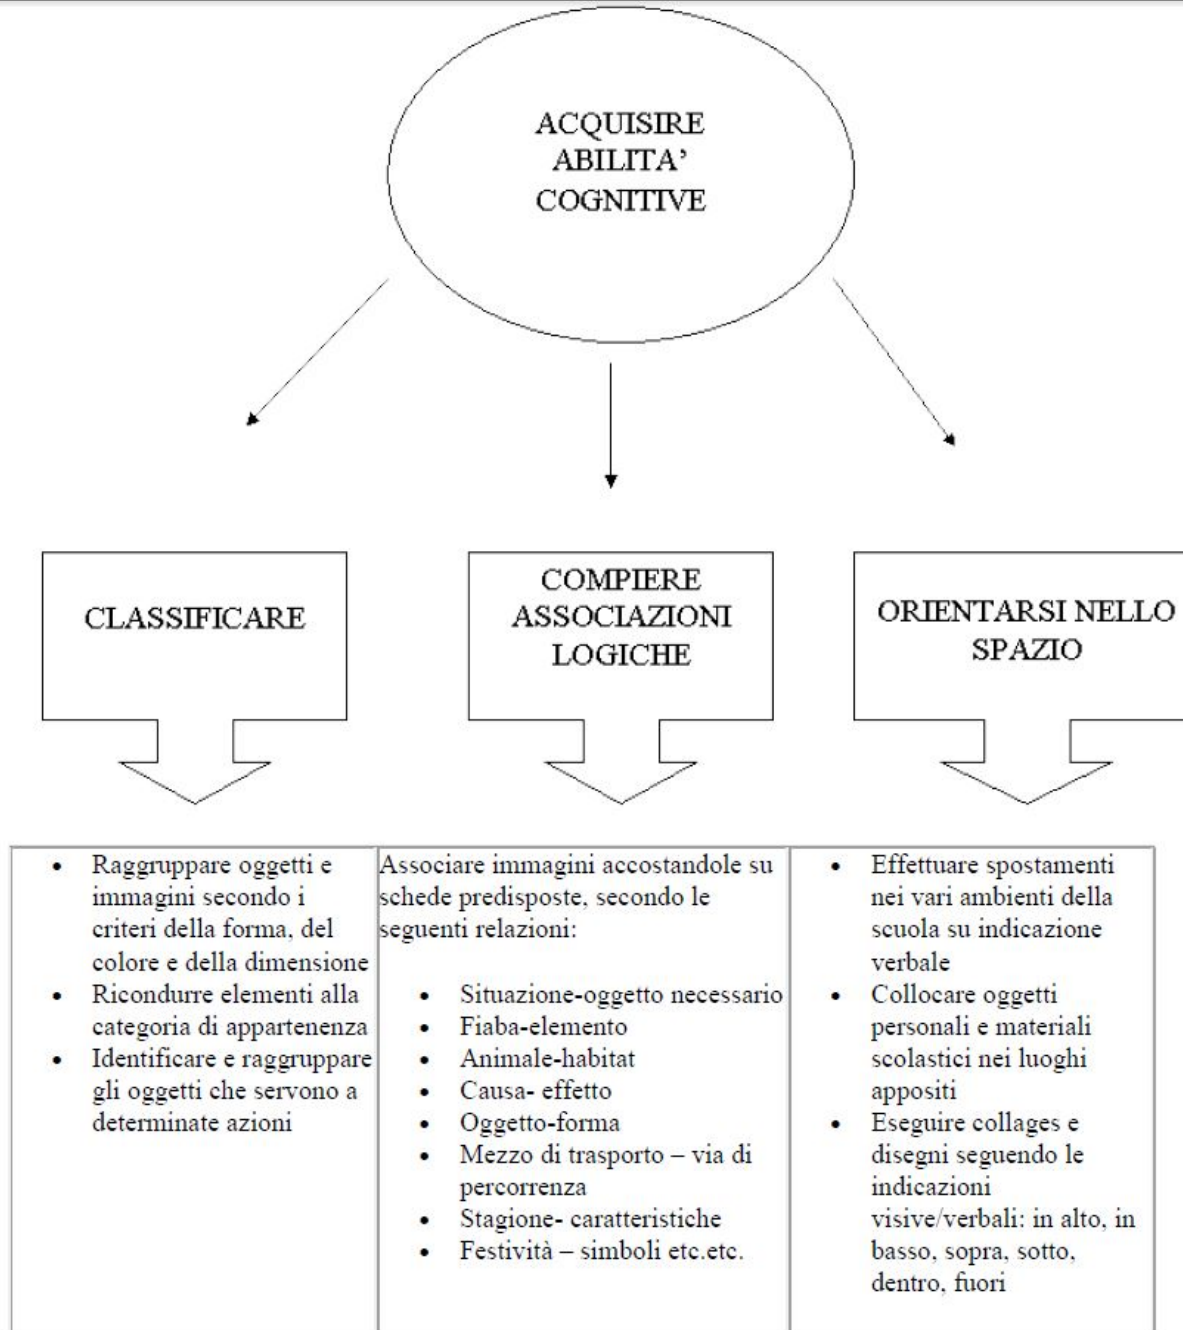 ACQUISIRE
ABILITA’
COGNITIVE
CLASSIFICARE
COMPIERE
ASSOCIAZIONI
LOGICHE
ORIENTARSI NELLO
SPAZIO
• Raggruppare oggetti e
immagini secondo i
criteri della forma, del
colore e della dimensione
• Ricondurre elementi alla
categoria di appartenenza
• Identificare e raggruppare
gli oggetti che servono a
determinate azioni
Associare immagini accostandole su
schede predisposte, secondo le
seguenti relazioni:
• Situazione-oggetto necessario
• Fiaba-elemento
• Animale-habitat
• Causa- effetto
• Oggetto-forma
• Mezzo di trasporto – via di
percorrenza
• Stagione- caratteristiche
• Festività – simboli etc.etc.
• Effettuare spostamenti
nei vari ambienti della
scuola su indicazione
verbale
• Collocare oggetti
personali e materiali
scolastici nei luoghi
appositi
• Eseguire collages e
disegni seguendo le
indicazioni
visive/verbali: in alto, in
basso, sopra, sotto,
dentro, fuori